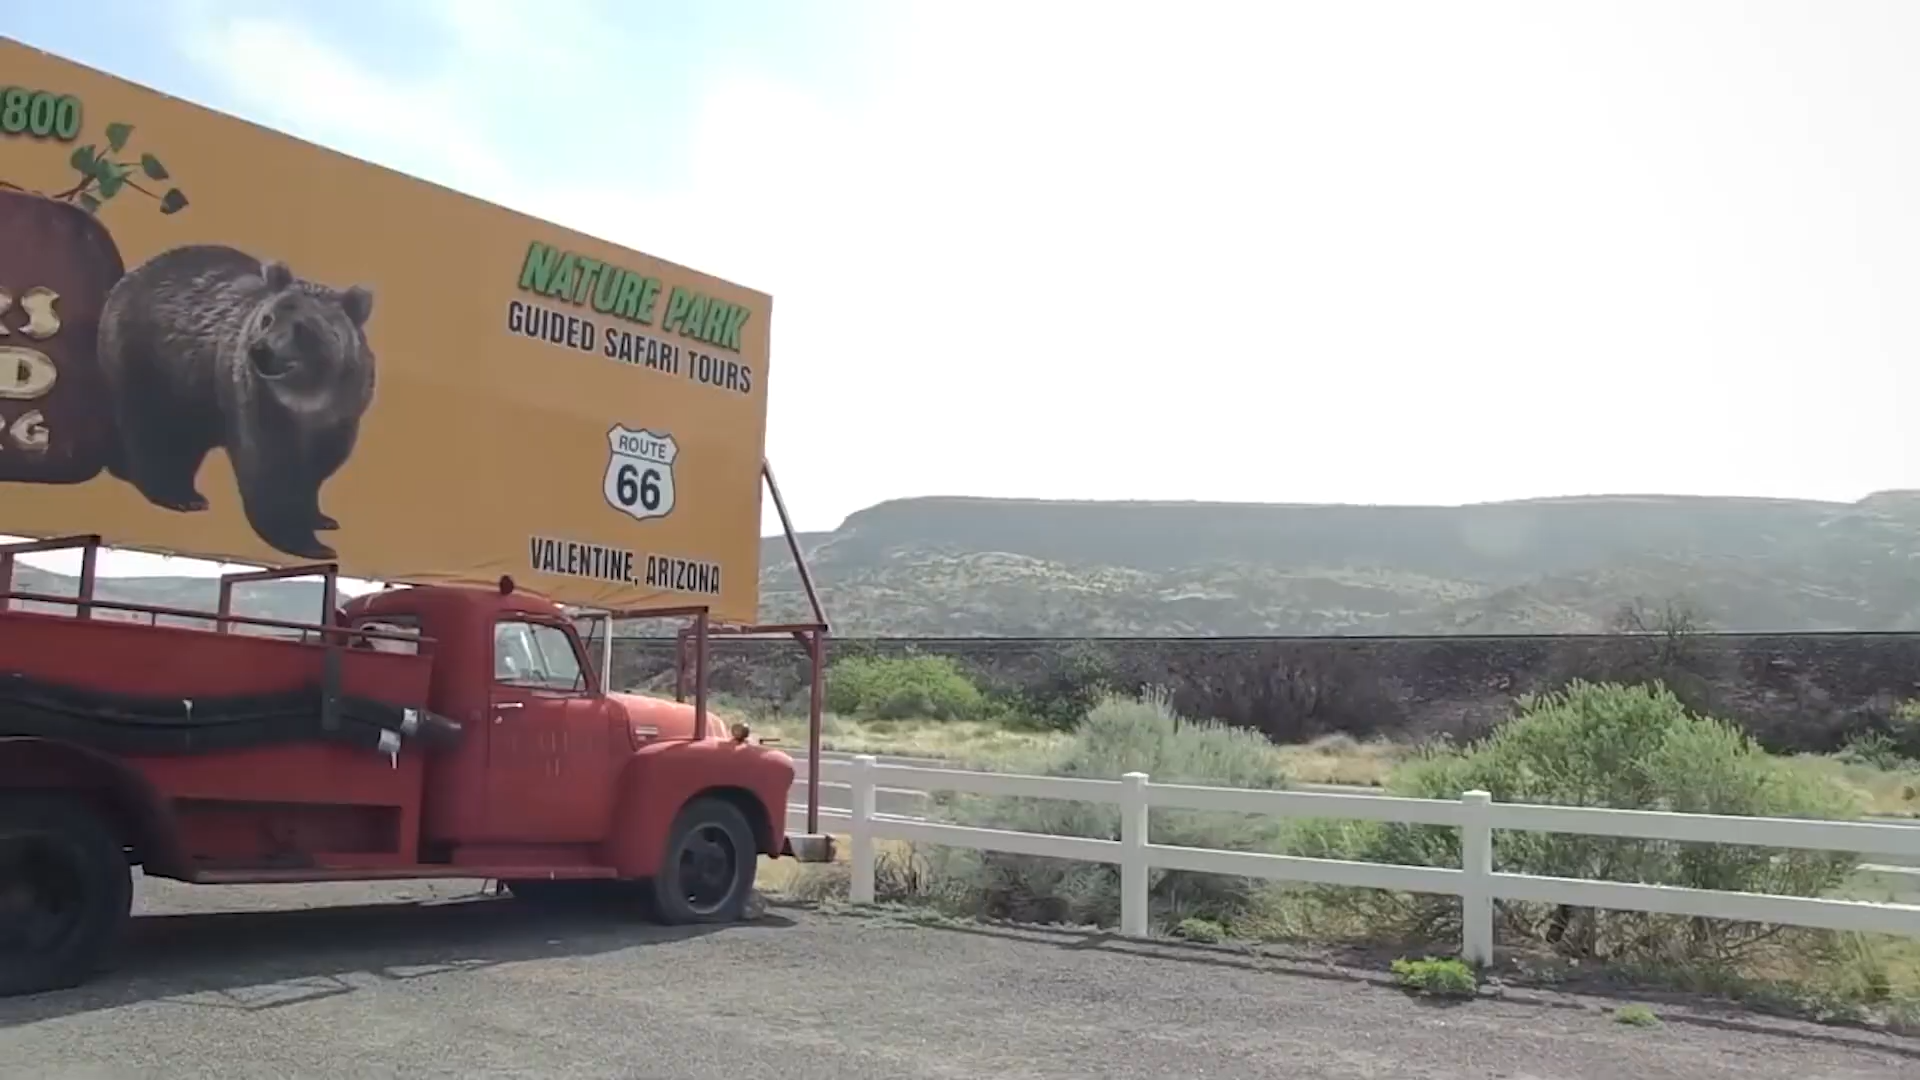 800
NATURE PARK
GUIDED SAFARI TOURS
ROUTE
66
VALENTINE, ARIZONA